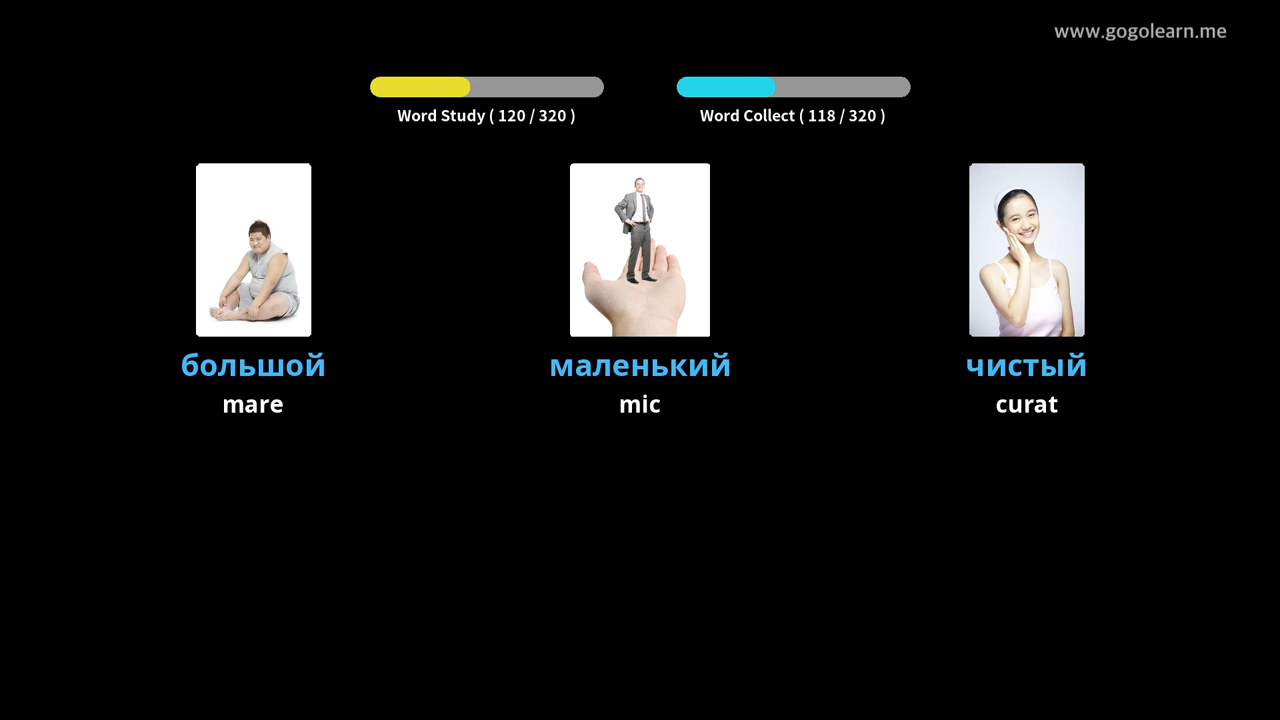 www.gogolearn.me
Word Study ( 120 / 320 )
Word Collect ( 118 / 320 )
большой
маленький
чистый
mare
mic
curat